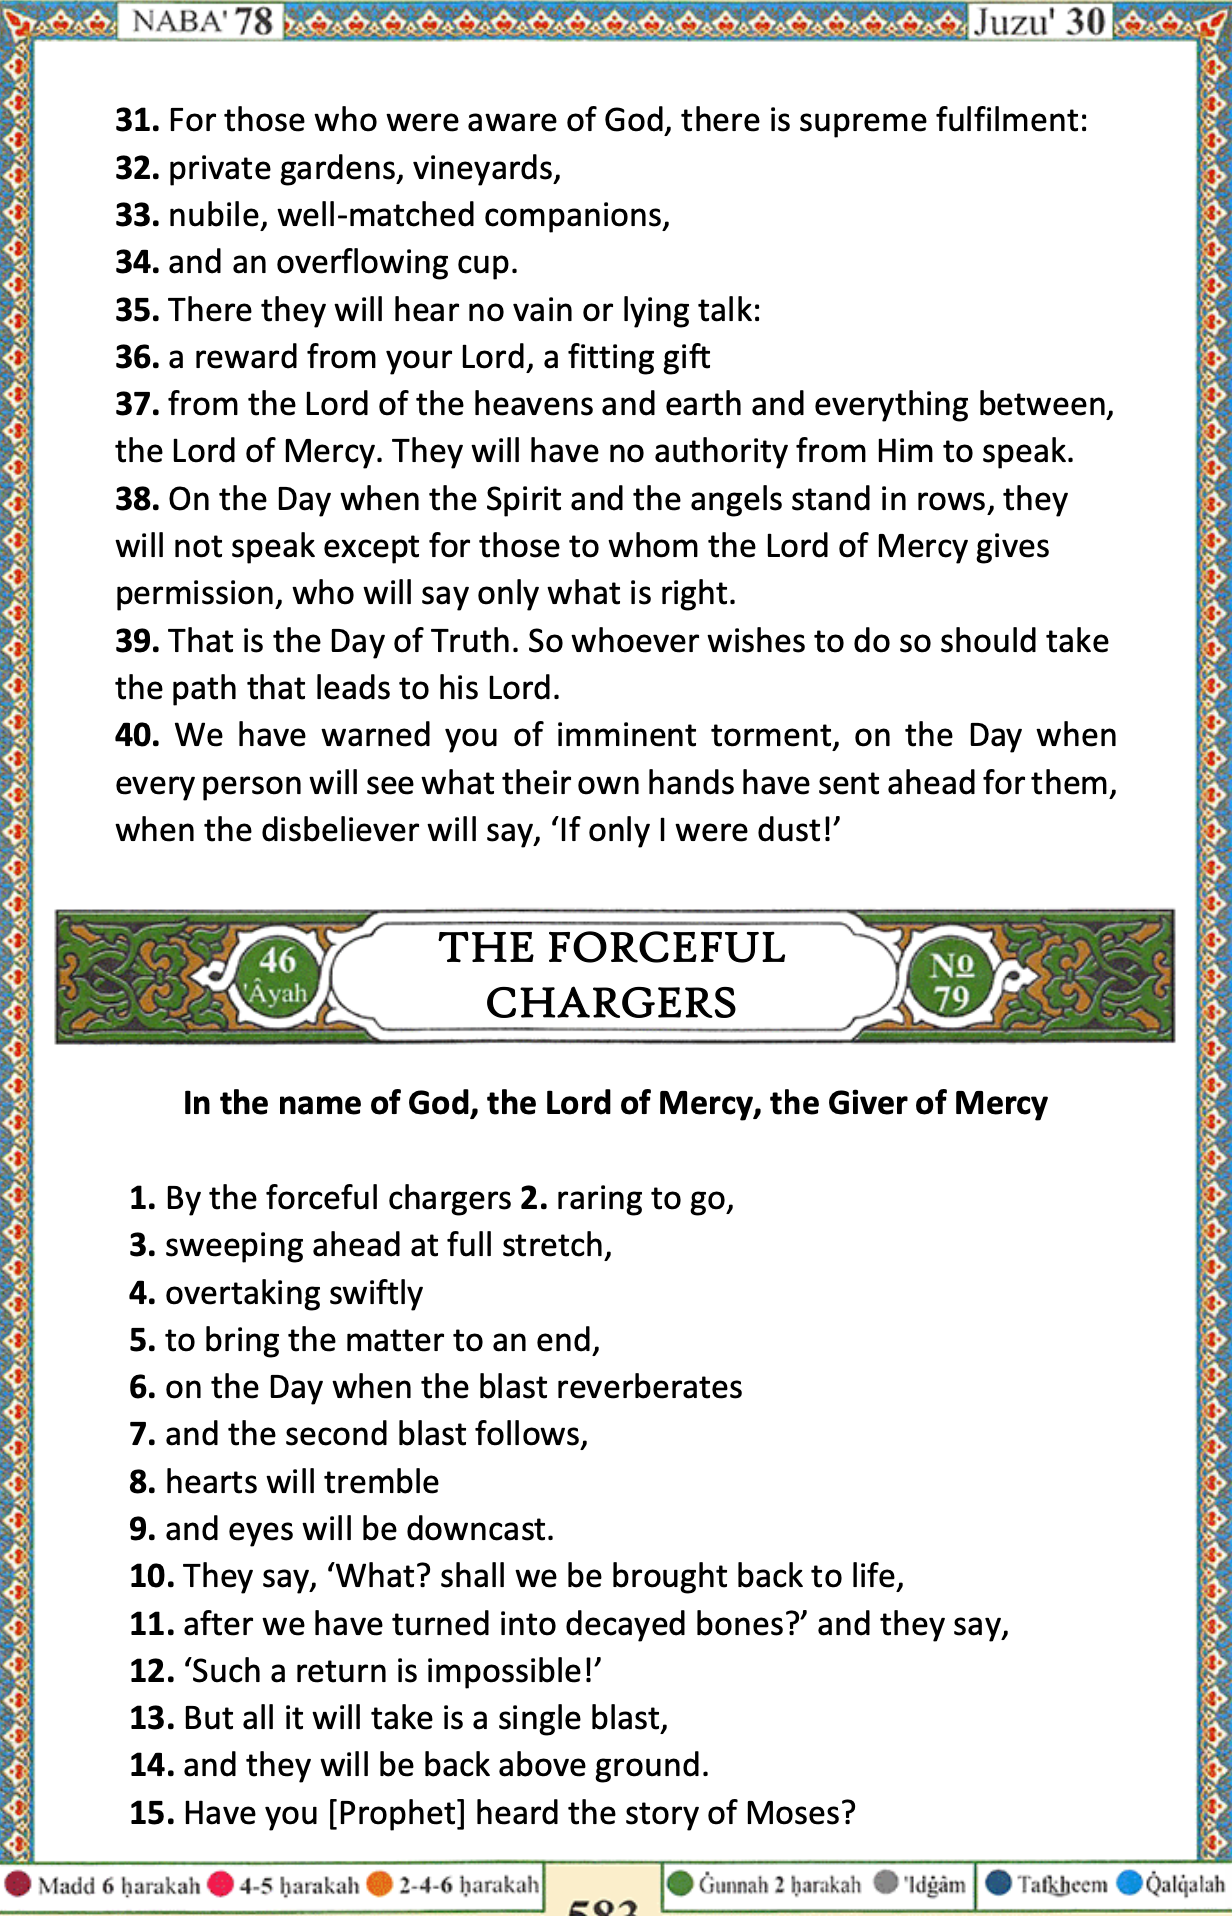 NABA' 78
Juzu' 30
31. For those who were aware of God, there is supreme fulfilment:
32. private gardens, vineyards,
33. nubile, well-matched companions,
34. and an overflowing cup.
35. There they will hear no vain or lying talk:
36. a reward from your Lord, a fitting gift
37. from the Lord of the heavens and earth and everything between,
the Lord of Mercy. They will have no authority from Him to speak.
38. On the Day when the Spirit and the angels stand in rows, they
will not speak except for those to whom the Lord of Mercy gives
permission, who will say only what is right.
39. That is the Day of Truth. So whoever wishes to do so should take
the path that leads to his Lord.
40. We have warned you of imminent torment, on the Day when
every person will see what their own hands have sent ahead for them,
when the disbeliever will say, ‘If only I were dust!’
46
'Âyah
THE FORCEFUL
CHARGERS
No
79
In the name of God, the Lord of Mercy, the Giver of Mercy
1. By the forceful chargers 2. raring to go,
3. sweeping ahead at full stretch,
4. overtaking swiftly
5. to bring the matter to an end,
6. on the Day when the blast reverberates
7. and the second blast follows,
8. hearts will tremble
9. and eyes will be downcast.
10. They say, ‘What? shall we be brought back to life,
11. after we have turned into decayed bones?’ and they say,
12. ‘Such a return is impossible!’
13. But all it will take is a single blast,
14. and they will be back above ground.
15. Have you [Prophet] heard the story of Moses?
Madd 6 ḥarakah 4-5 ḥarakah 2-4-6 ḥarakah
583
Ġunnah 2 ḥarakah 'Idġâm
Tafkheem Q̇alq̇alah